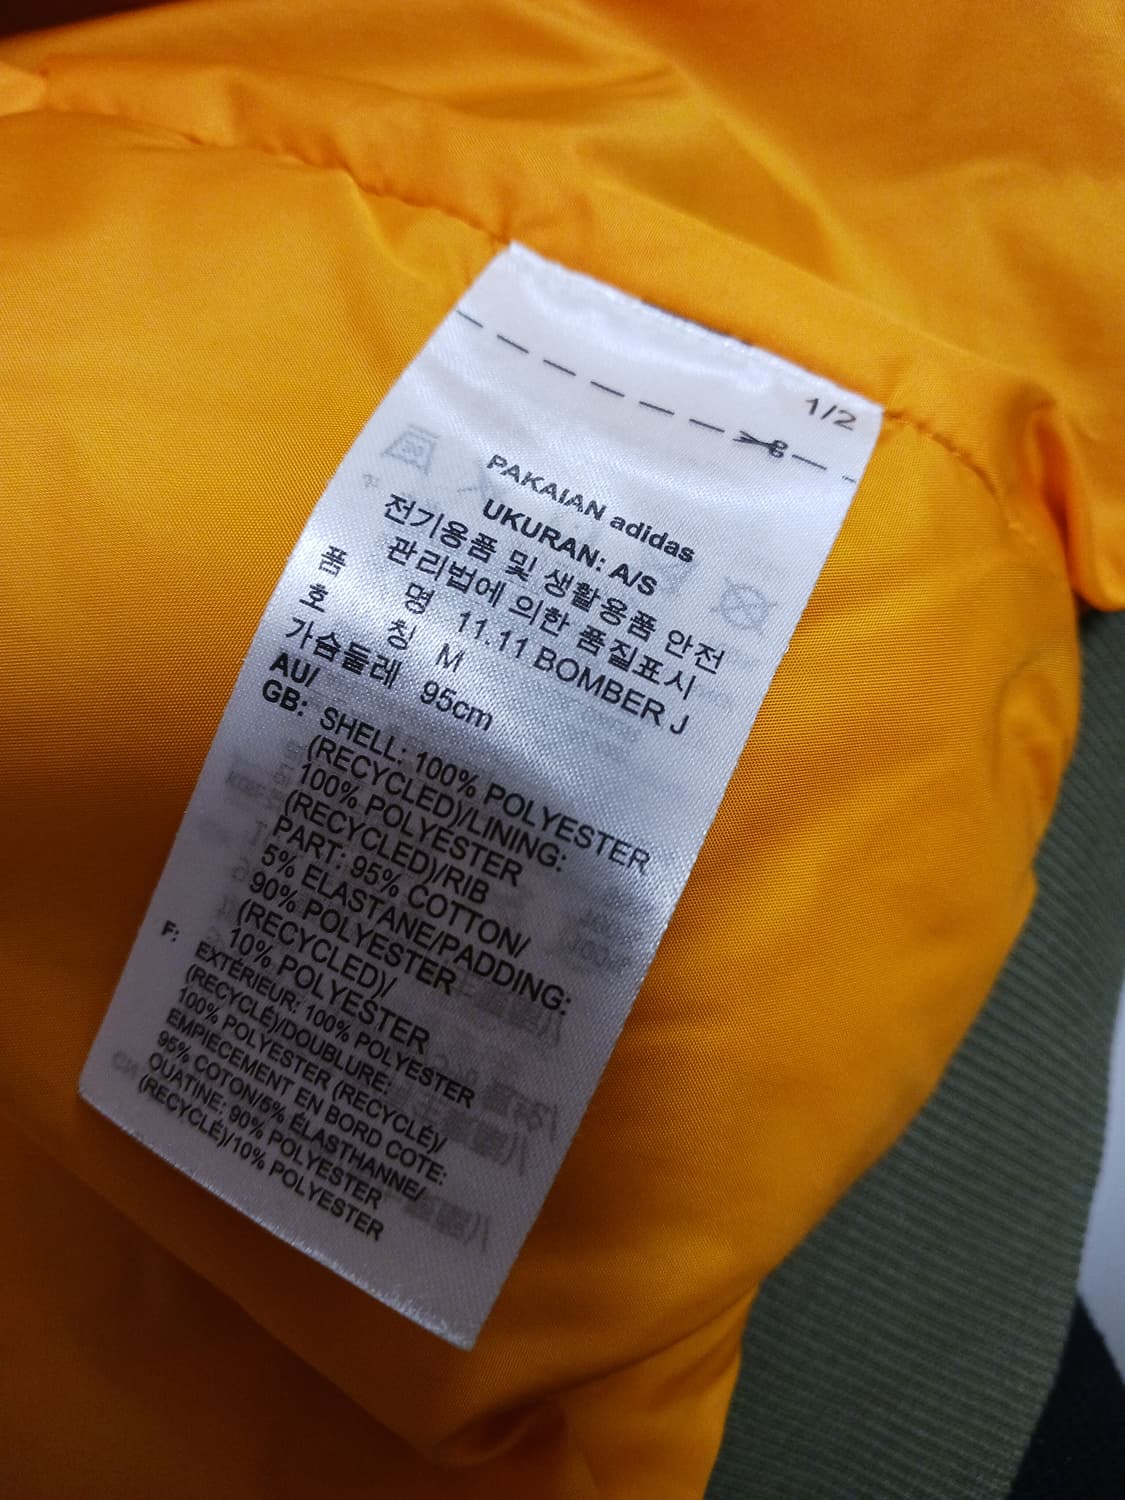 1/2
PAKAIAN adidas
UKURAN: A/S
전기용품 및 생활용품 안전
관리법에 의한 품질표시
품 명 11.11 BOMBER J
호 칭 M
가슴둘레 95cm
AU/
GB: SHELL: 100% POLYESTER
(RECYCLED)/LINING:
100% POLYESTER
(RECYCLED)/RIB
PART: 95% COTTON/
5% ELASTANE/PADDING:
90% POLYESTER
(RECYCLED)/
10% POLYESTER
F: EXTÉRIEUR: 100% POLYESTER
(RECYCLÉ)/DOUBLURE:
100% POLYESTER (RECYCLÉ)/
EMPIECEMENT EN BORD COTE:
95% COTON/5% ÉLASTHANNE/
OUATINE: 90% POLYESTER
(RECYCLÉ)/10% POLYESTER